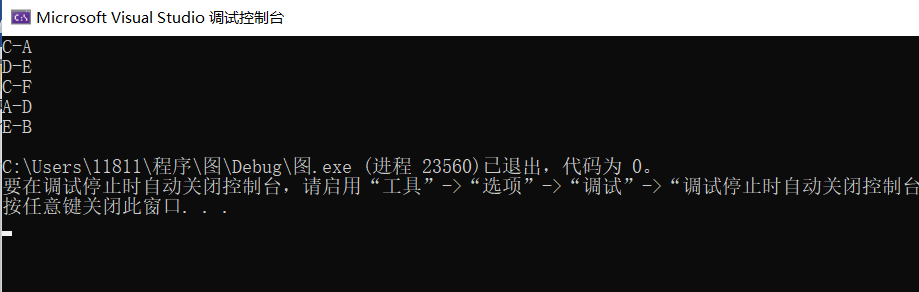 Microsoft Visual Studio 调试控制台
C-A
D-E
C-F
A-D
E-B
C:\Users\11811\程序\图\Debug\图.exe (进程 23560)已退出，代码为 0。
要在调试停止时自动关闭控制台，请启用“工具”->“选项”->“调试”->“调试停止时自动关闭控制台
按任意键关闭此窗口. . .